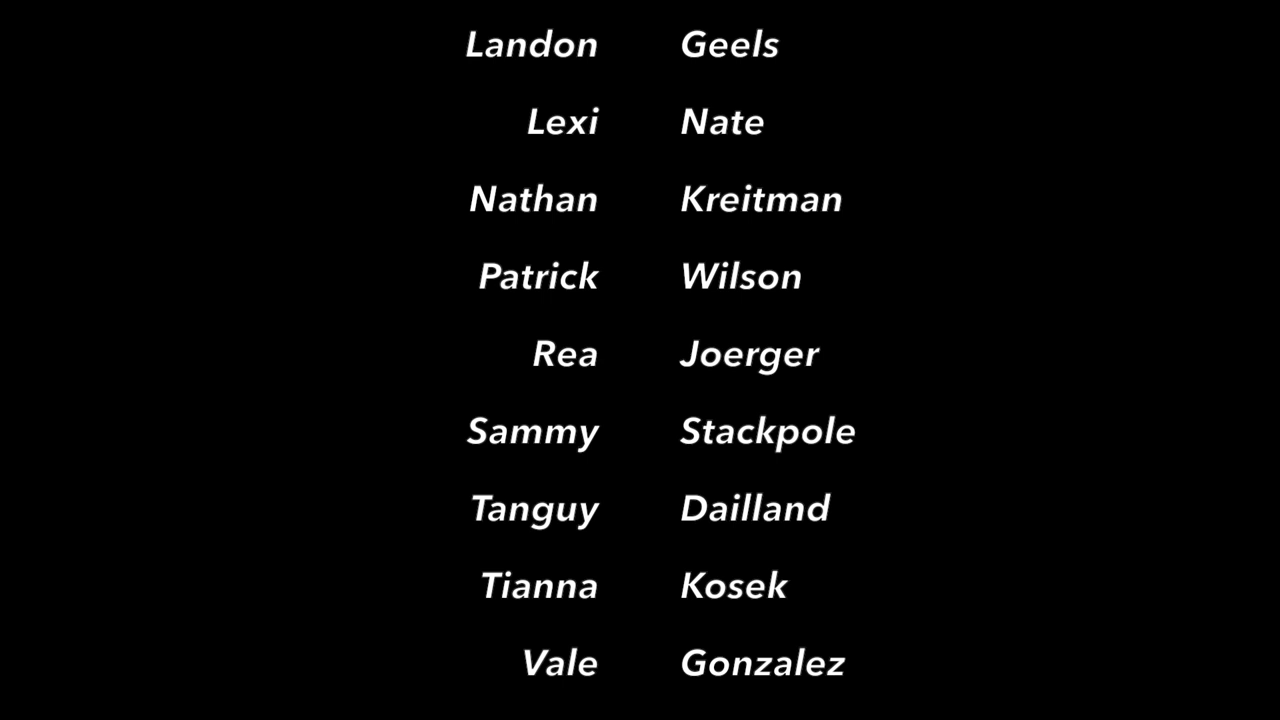 Landon Geels
Lexi Nate
Nathan Kreitman
Patrick Wilson
Rea Joerger
Sammy Stackpole
Tanguy Dailland
Tianna Kosek
Vale Gonzalez